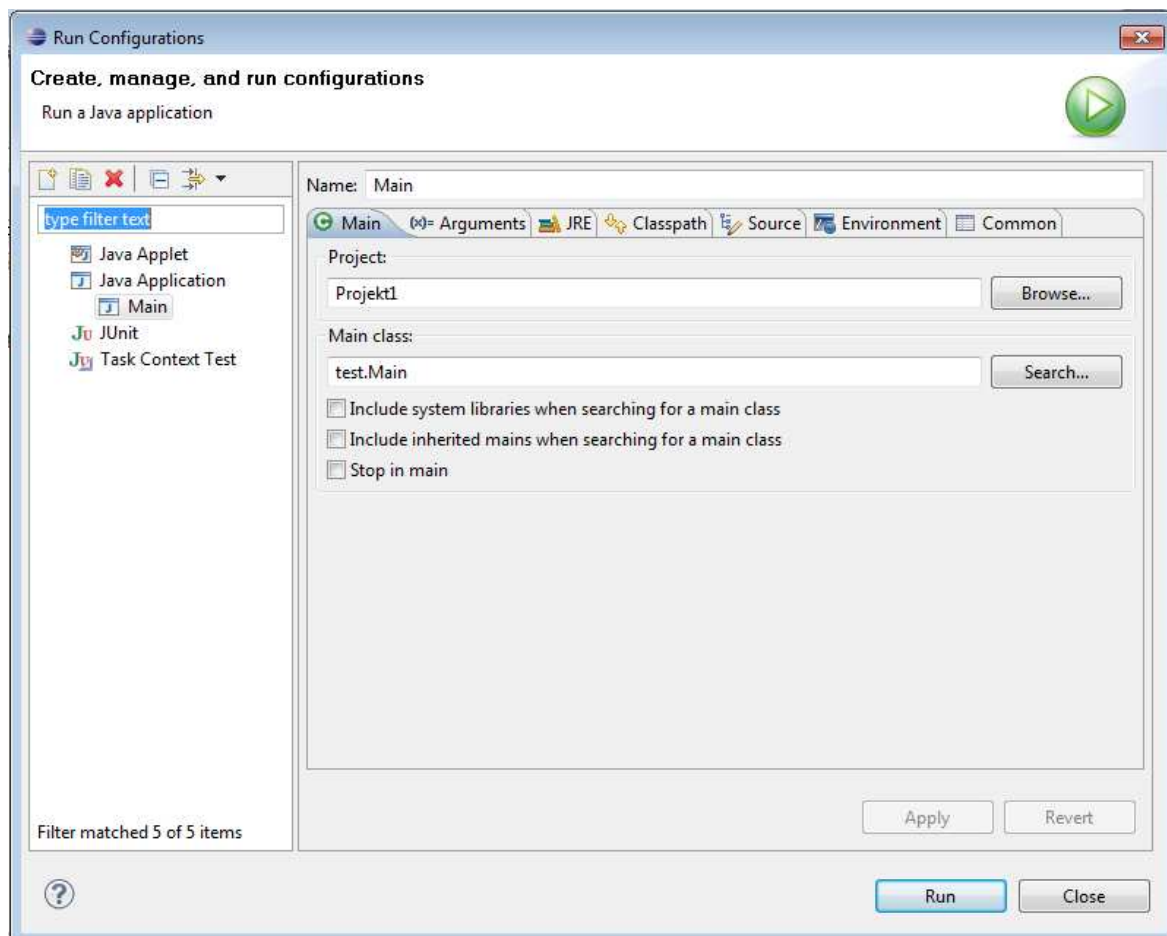 Run Configurations
Create, manage, and run configurations
Run a Java application
type filter text
Java Applet
Java Application
Main
JUnit
Task Context Test
Filter matched 5 of 5 items
Name: Main
Main (x)= Arguments JRE Classpath Source Environment Common
Project:
Projekt1 Browse...
Main class:
test.Main Search...
Include system libraries when searching for a main class
Include inherited mains when searching for a main class
Stop in main
Apply Revert
? Run Close